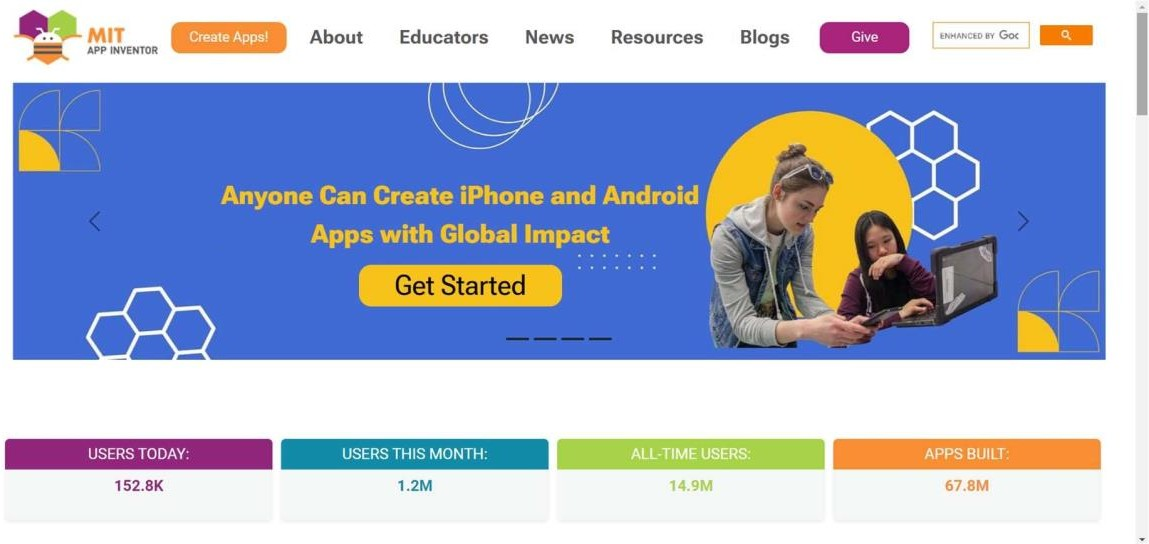 MIT
APP INVENTOR
Create Apps!
About
Educators
News
Resources
Blogs
Give
ENHANCED BY
Anyone Can Create iPhone and Android
Apps with Global Impact
Get Started
USERS TODAY:
152.8K
USERS THIS MONTH:
1.2M
ALL-TIME USERS:
14.9M
APPS BUILT:
67.8M